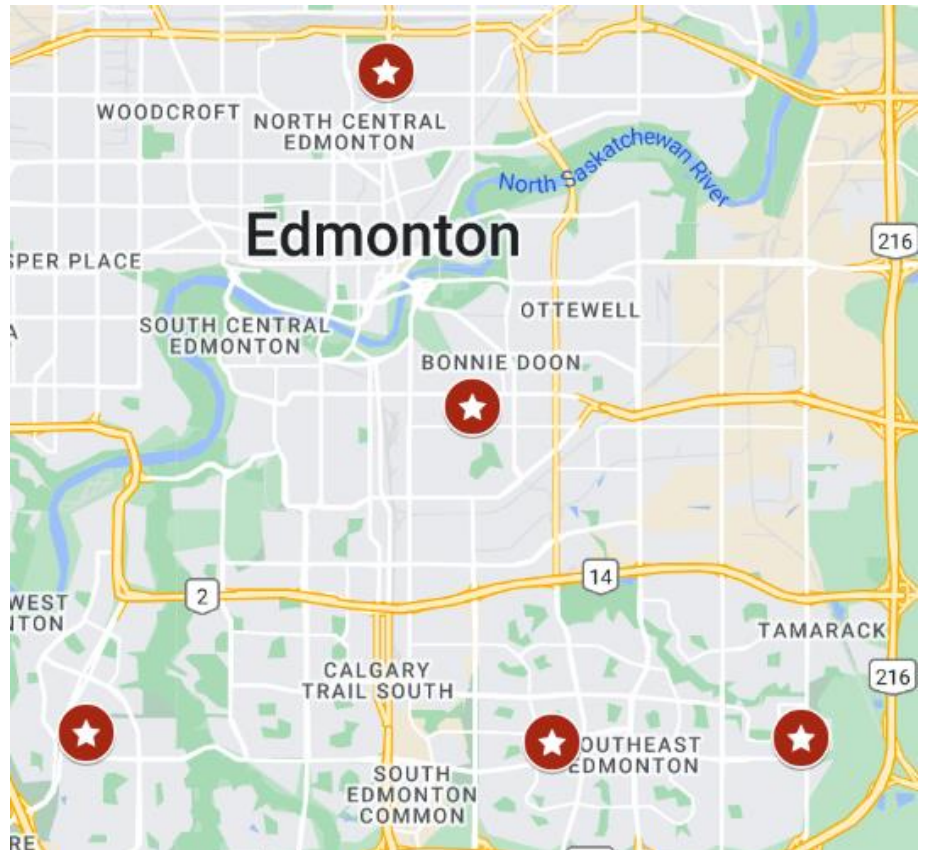 WOODCROFT
NORTH CENTRAL
EDMONTON
North Saskatchewan River
Edmonton
216
SPER PLACE
OTTEWELL
SOUTH CENTRAL
EDMONTON
A
BONNIE DOON
14
2
WEST
NTON
TAMARACK
CALGARY
TRAIL SOUTH
216
OUTHEAST
EDMONTON
SOUTH
EDMONTON
COMMON
RE